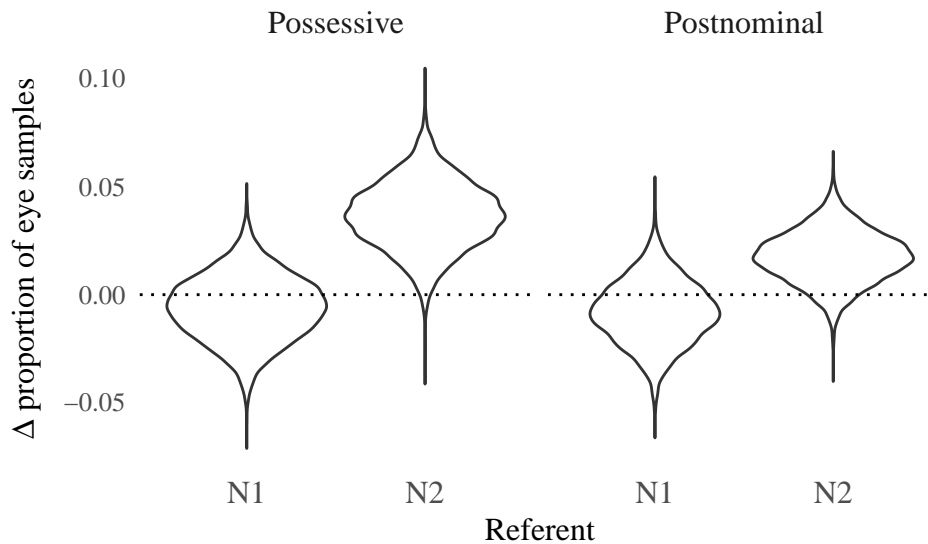 Possessive
Postnominal
Δ proportion of eye samples
0.10
0.05
0.00
–0.05
N1
N2
N1
N2
Referent